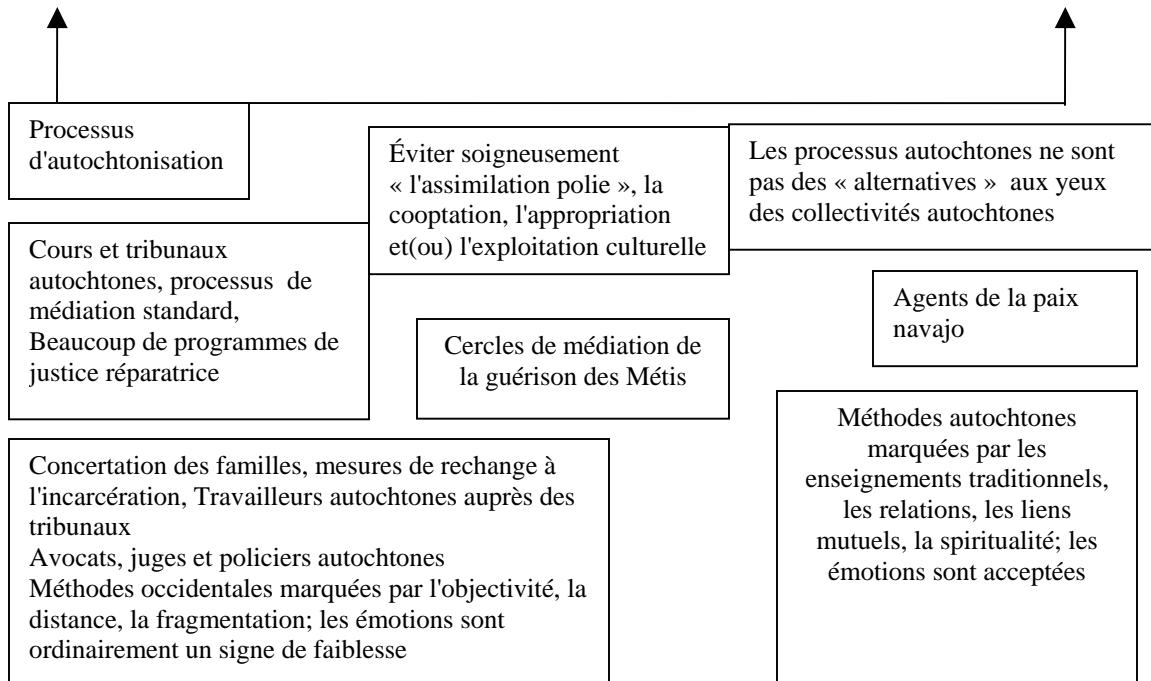 Processus
d'autochtonisation
Éviter soigneusement
« l'assimilation polie », la
cooptation, l'appropriation
et(ou) l'exploitation culturelle
Les processus autochtones ne sont
pas des « alternatives » aux yeux
des collectivités autochtones
Cours et tribunaux
autochtones, processus de
médiation standard,
Beaucoup de programmes de
justice réparatrice
Cercles de médiation de
la guérison des Métis
Agents de la paix
navajo
Concertation des familles, mesures de rechange à
l'incarcération, Travailleurs autochtones auprès des
tribunaux
Avocats, juges et policiers autochtones
Méthodes occidentales marquées par l'objectivité, la
distance, la fragmentation; les émotions sont
ordinairement un signe de faiblesse
Méthodes autochtones
marquées par les
enseignements traditionnels,
les relations, les liens
mutuels, la spiritualité; les
émotions sont acceptées